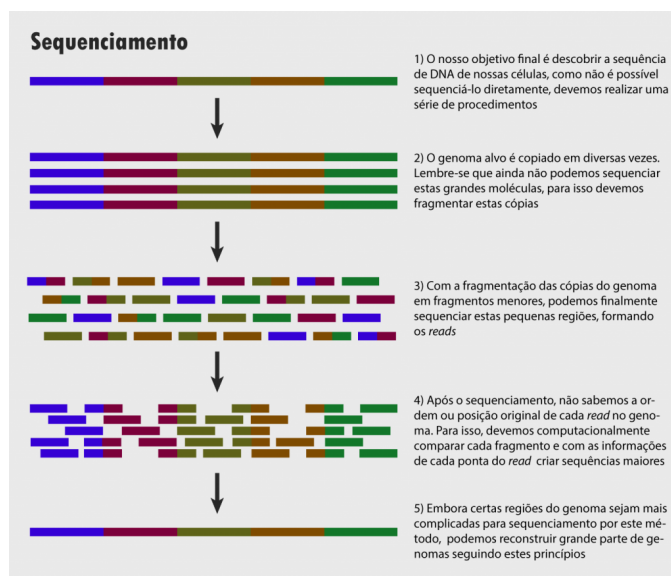 Sequenciamento
1) O nosso objetivo final é descobrir a sequência
de DNA de nossas células, como não é possível
sequenciá-lo diretamente, devemos realizar uma
série de procedimentos
2) O genoma alvo é copiado em diversas vezes.
Lembre-se que ainda não podemos sequenciar
estas grandes moléculas, para isso devemos
fragmentar estas cópias
3) Com a fragmentação das cópias do genoma
em fragmentos menores, podemos finalmente
sequenciar estas pequenas regiões, formando
os reads
4) Após o sequenciamento, não sabemos a or-
dem ou posição original de cada read no geno-
ma. Para isso, devemos computacionalmente
comparar cada fragmento e com as informações
de cada ponta do read criar sequências maiores
5) Embora certas regiões do genoma sejam mais
complicadas para sequenciamento por este mé-
todo, podemos reconstruir grande parte de ge-
nomas seguindo estes princípios